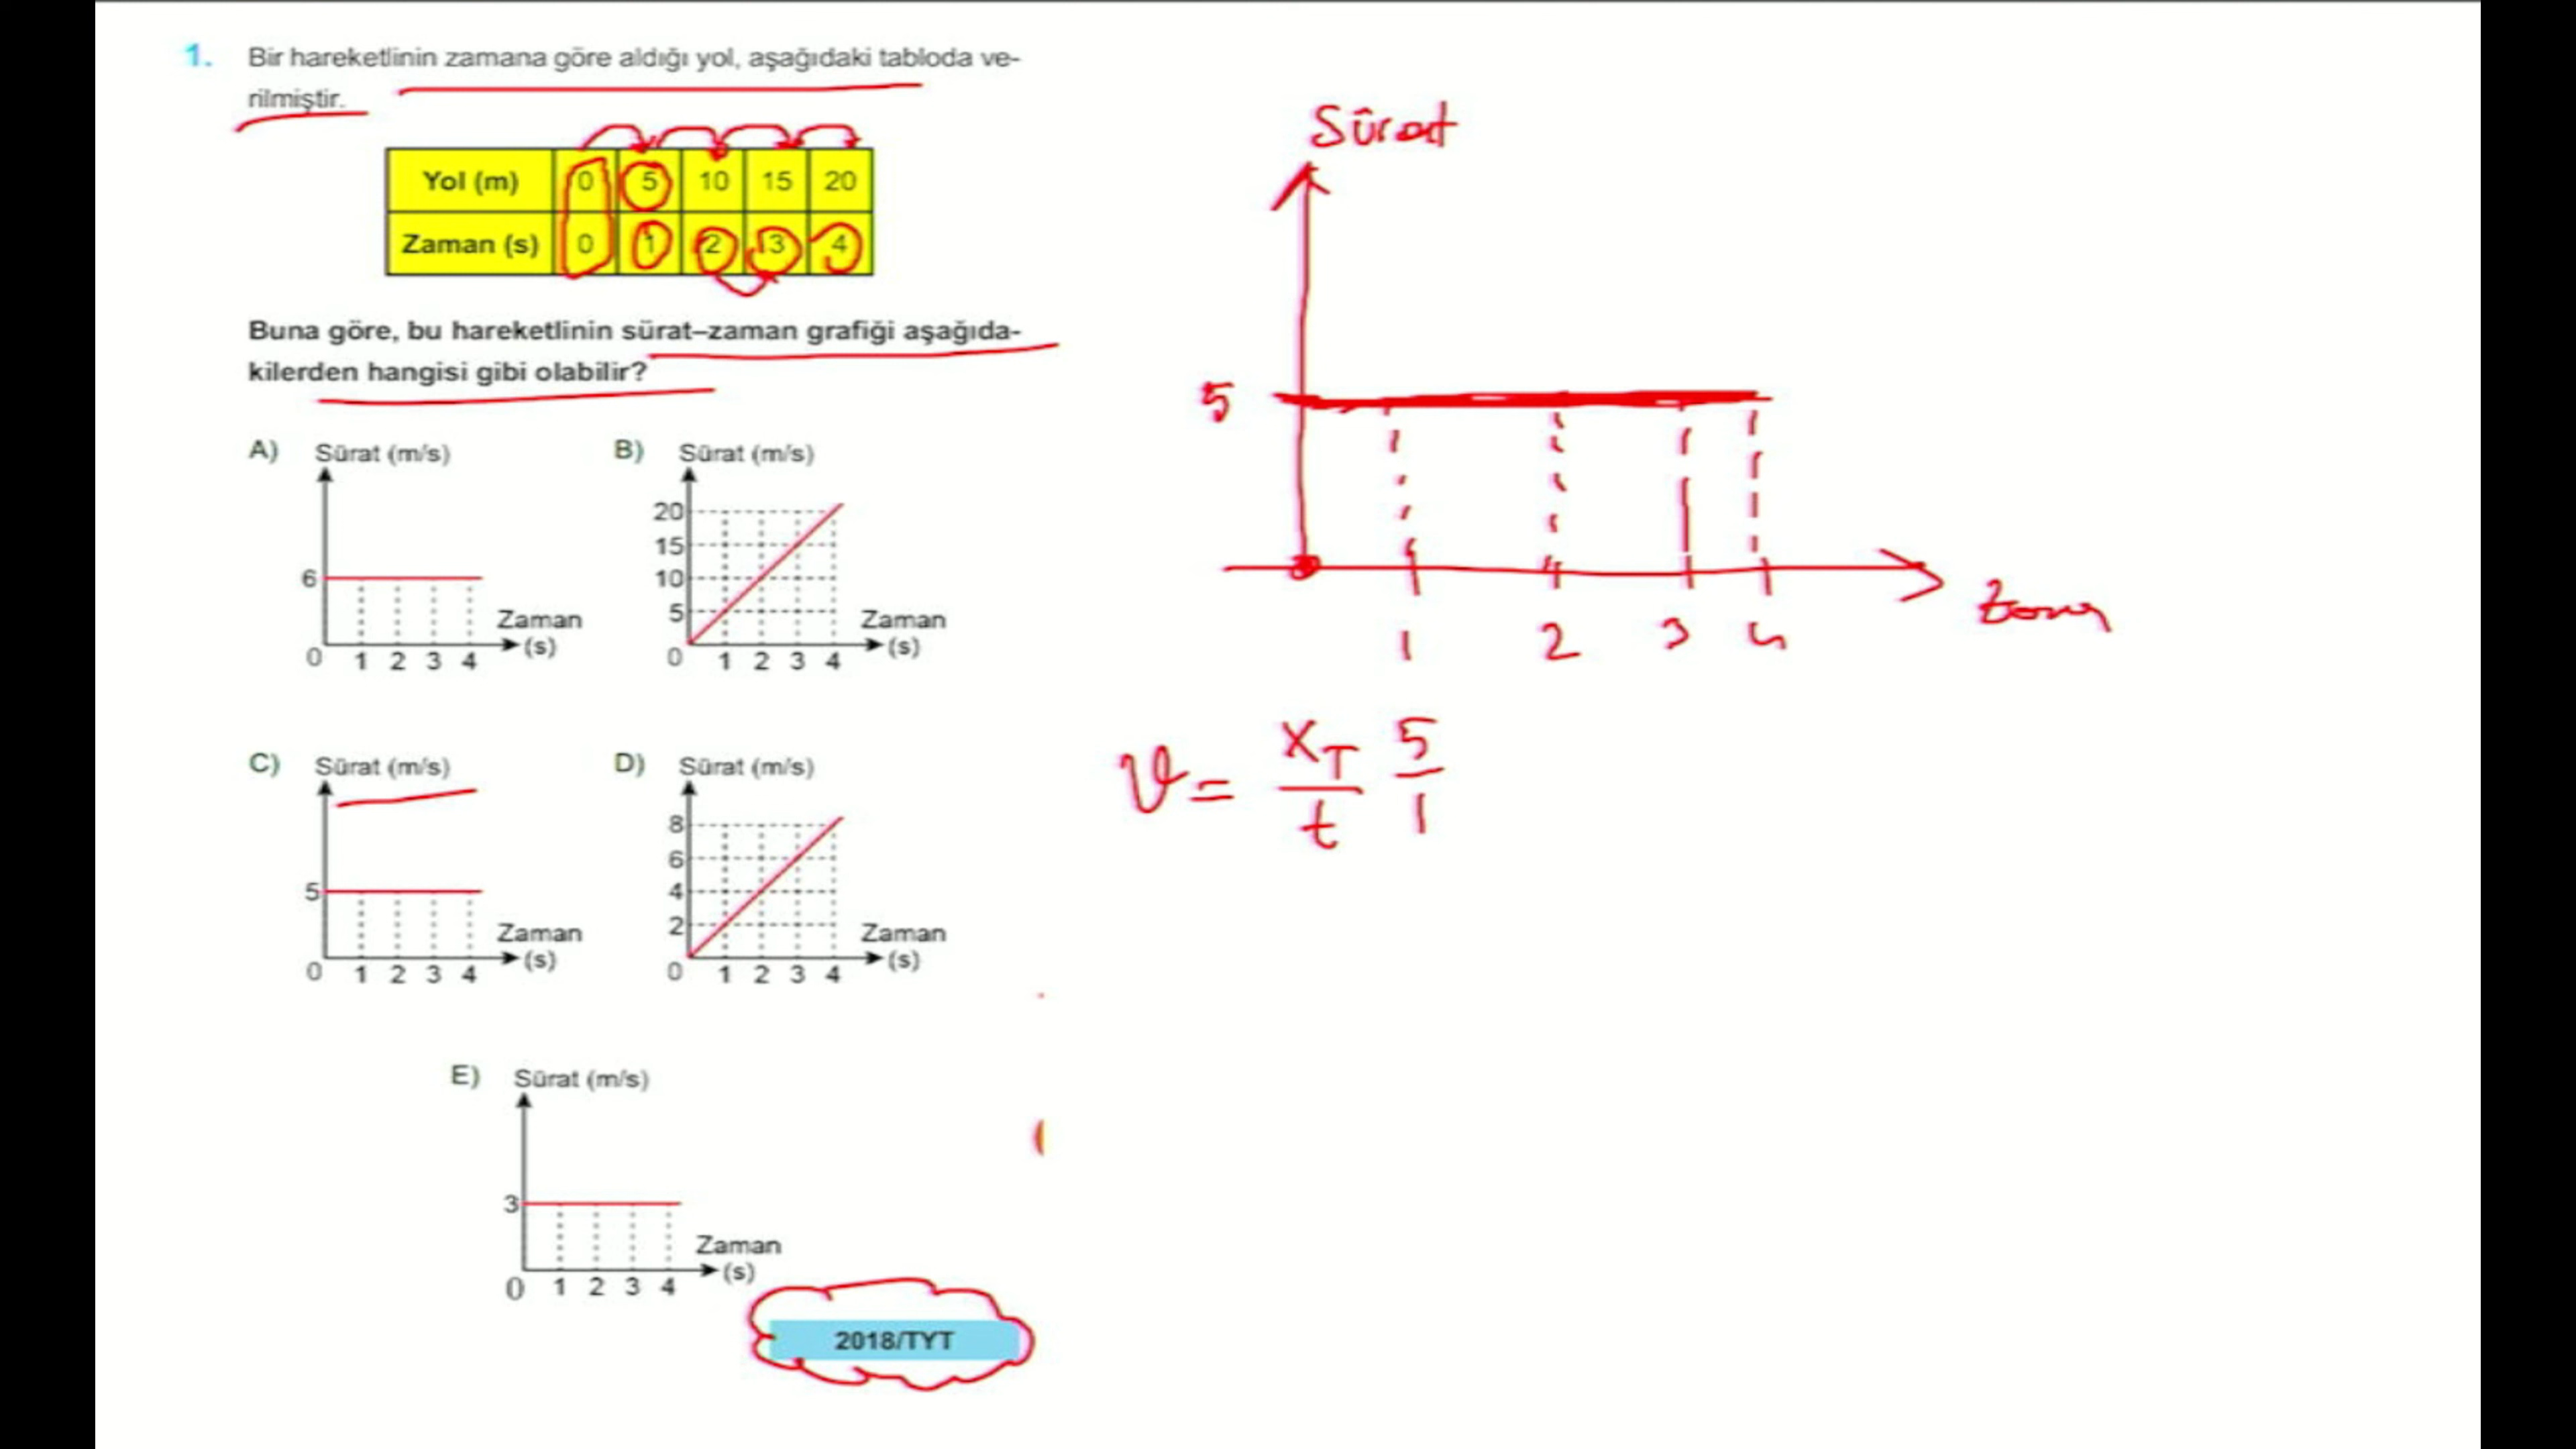 1. Bir hareketlinin zamana göre aldığı yol, aşağıdaki tabloda ve-
rilmiştir.
Yol (m) 0 5 10 15 20
Zaman (s) 0 1 2 3 4
Buna göre, bu hareketlinin sürat–zaman grafiği aşağıda-
kilerden hangisi gibi olabilir?
A) Sürat (m/s)
6
Zaman
(s)
0 1 2 3 4
B) Sürat (m/s)
20
15
10
5
Zaman
(s)
0 1 2 3 4
C) Sürat (m/s)
5
Zaman
(s)
0 1 2 3 4
D) Sürat (m/s)
8
6
4
2
Zaman
(s)
0 1 2 3 4
E) Sürat (m/s)
3
Zaman
(s)
0 1 2 3 4
2018/TYT
Sürat
5
1 2 3 4
V = X_T/t 5/1